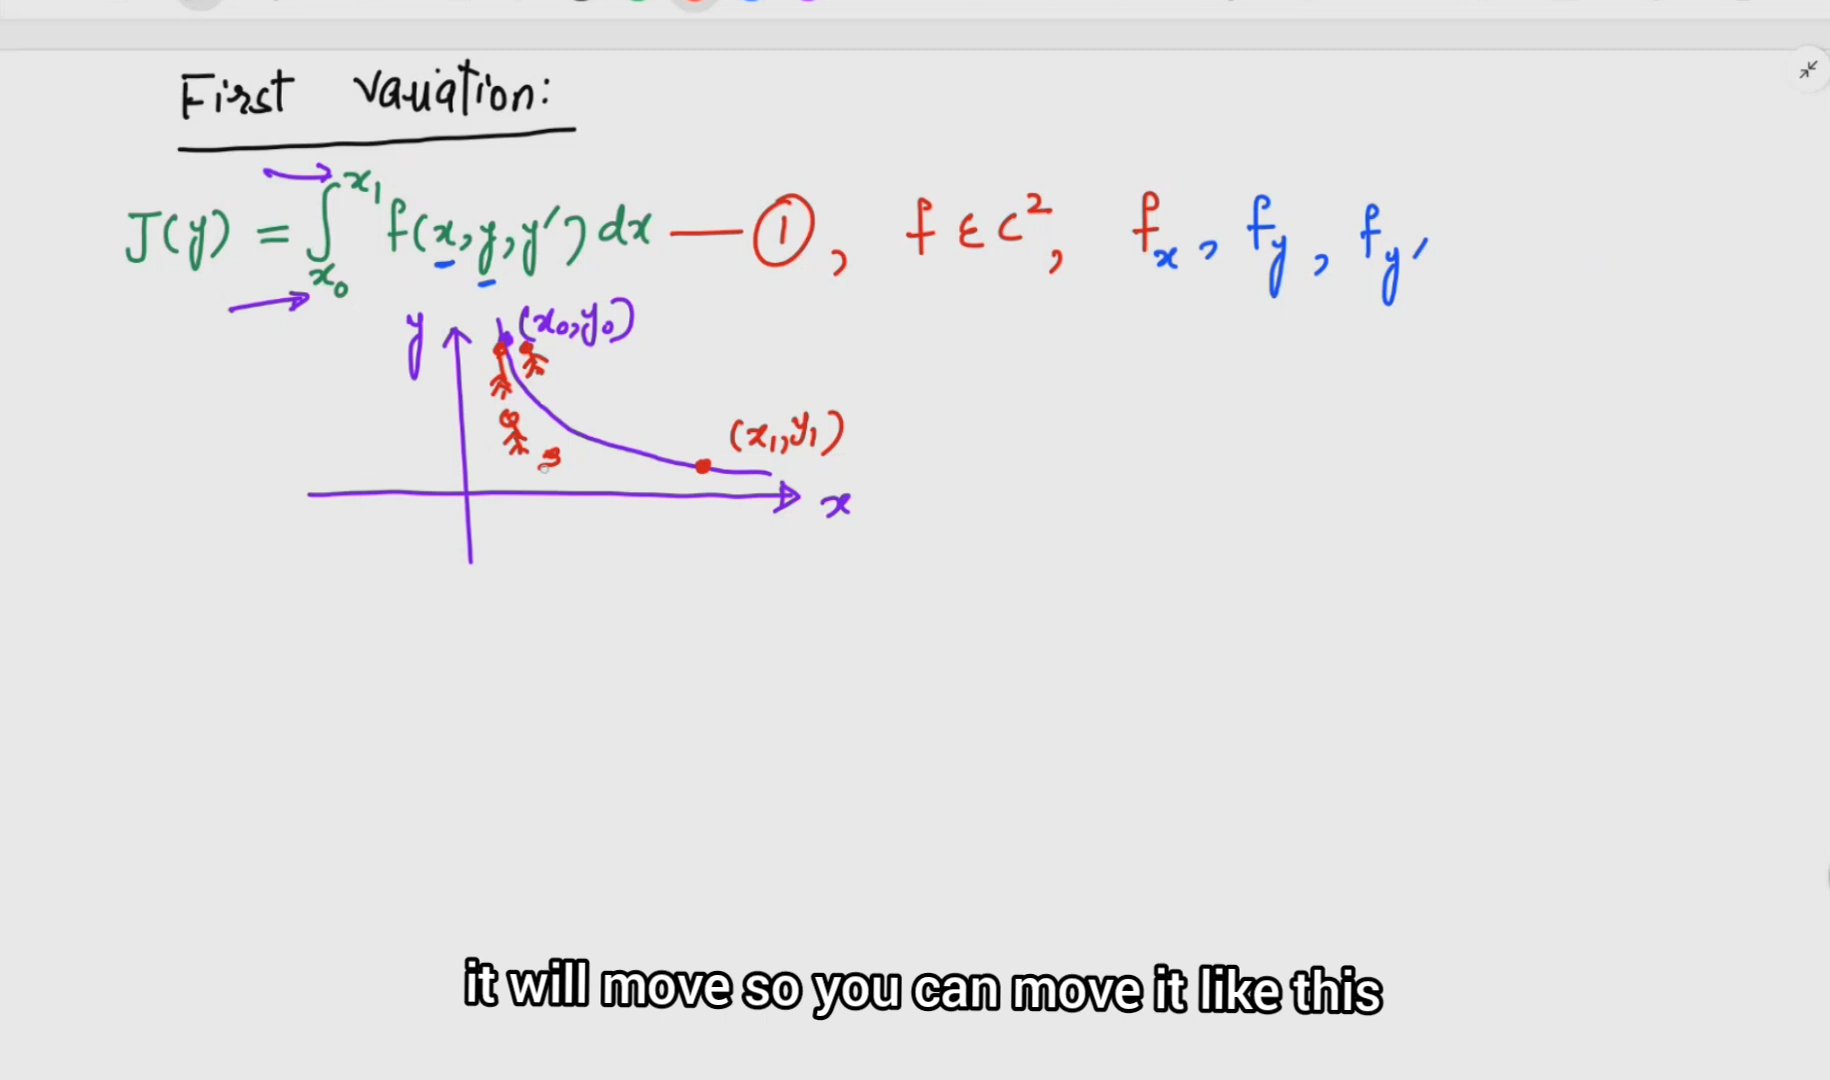 First variation:
J(y) = ∫_{x₀}^{x₁} f(x, y, y′) dx — ①, f ∈ C², f_x, f_y, f_y′
y
(x₀, y₀)
(x₁, y₁)
x
it will move so you can move it like this